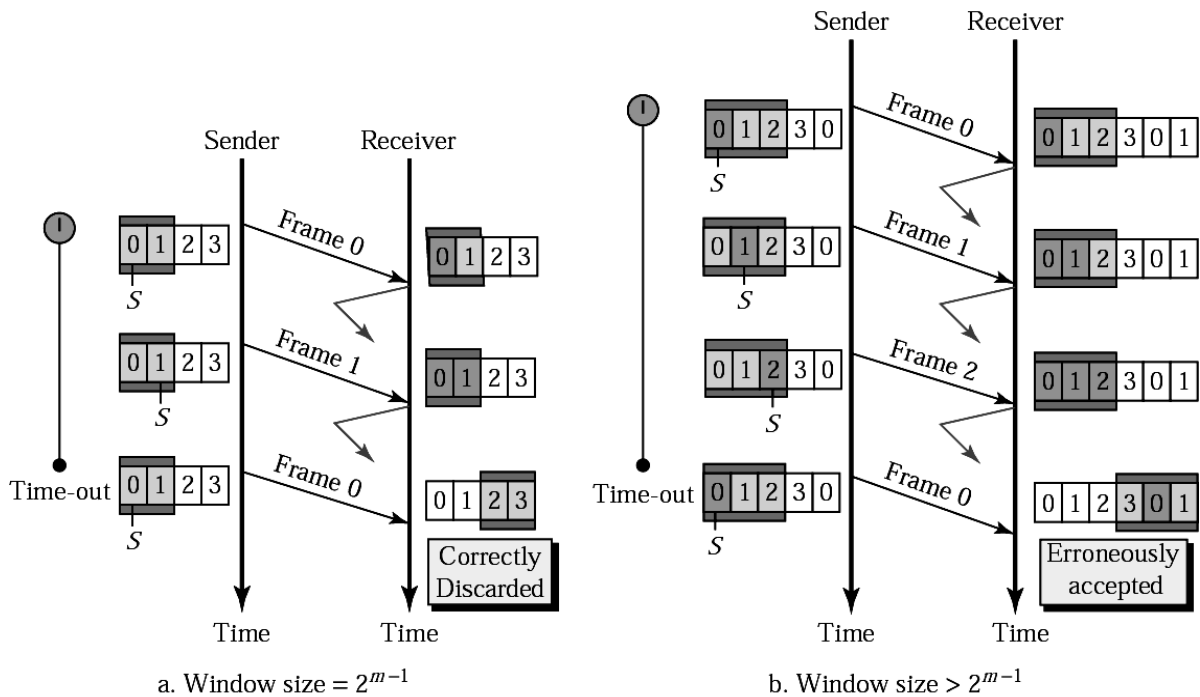 Sender Receiver
0 1 2 3
S
Frame 0
0 1 2 3
0 1 2 3
S
Frame 1
0 1 2 3
Time-out
0 1 2 3
S
Frame 0
0 1 2 3
Correctly
Discarded
Time Time
a. Window size = 2^{m−1}
Sender Receiver
0 1 2 3 0
S
Frame 0
0 1 2 3 0 1
0 1 2 3 0
S
Frame 1
0 1 2 3 0 1
0 1 2 3 0
S
Frame 2
0 1 2 3 0 1
Time-out
0 1 2 3 0
S
Frame 0
0 1 2 3 0 1
Erroneously
accepted
Time Time
b. Window size > 2^{m−1}